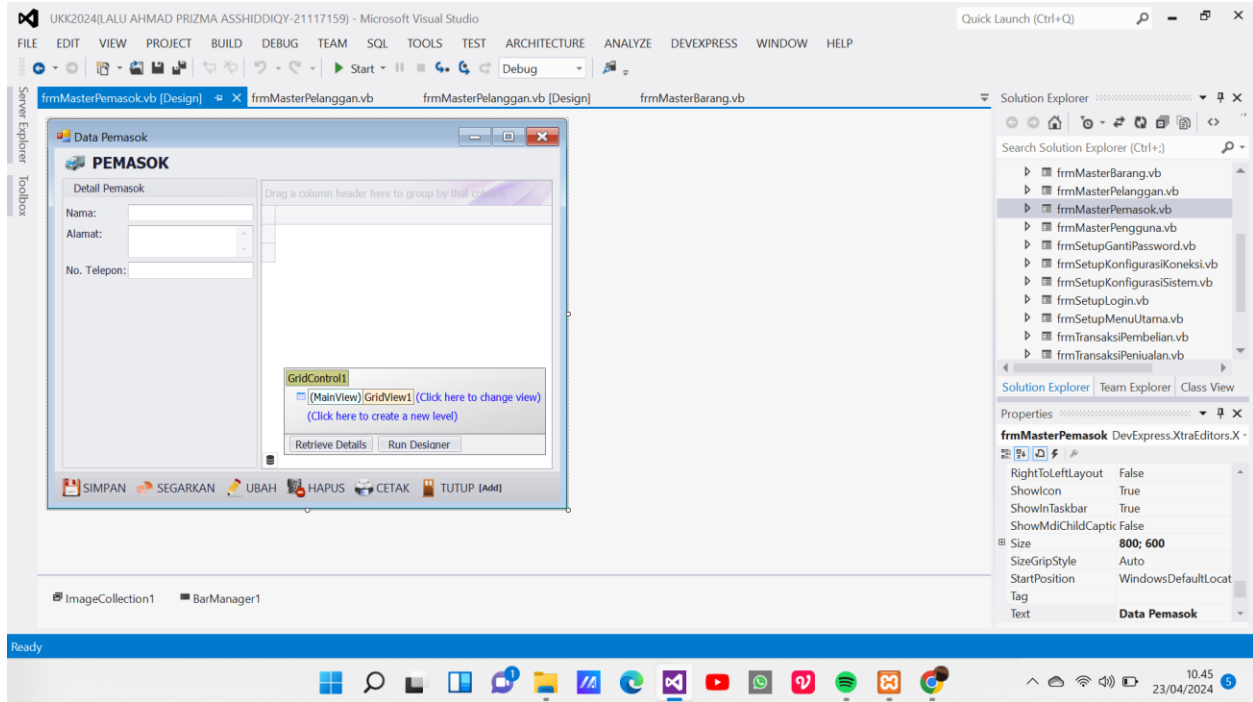 UKK2024(LALU AHMAD PRIZMA ASSHIDDIQY-21117159) - Microsoft Visual Studio
Quick Launch (Ctrl+Q)
FILE EDIT VIEW PROJECT BUILD DEBUG TEAM SQL TOOLS TEST ARCHITECTURE ANALYZE DEVEXPRESS WINDOW HELP
Start Debug
Server Explorer
Toolbox
frmMasterPemasok.vb [Design] frmMasterPelanggan.vb frmMasterPelanggan.vb [Design] frmMasterBarang.vb
Data Pemasok
PEMASOK
Detail Pemasok
Nama:
Alamat:
No. Telepon:
Drag a column header here to group by that column
GridControl1
(MainView) GridView1 (Click here to change view)
(Click here to create a new level)
Retrieve Details Run Designer
SIMPAN SEGARKAN UBAH HAPUS CETAK TUTUP [Add]
ImageCollection1 BarManager1
Solution Explorer
Search Solution Explorer (Ctrl+;)
frmMasterBarang.vb
frmMasterPelanggan.vb
frmMasterPemasok.vb
frmMasterPengguna.vb
frmSetupGantiPassword.vb
frmSetupKonfigurasiKoneksi.vb
frmSetupKonfigurasiSistem.vb
frmSetupLogin.vb
frmSetupMenuUtama.vb
frmTransaksiPembelian.vb
frmTransaksiPenjualan.vb
Solution Explorer Team Explorer Class View
Properties
frmMasterPemasok DevExpress.XtraEditors.X
RightToLeftLayout False
ShowIcon True
ShowInTaskbar True
ShowMdiChildCaptic False
Size 800; 600
SizeGripStyle Auto
StartPosition WindowsDefaultLocat
Tag
Text Data Pemasok
Ready
1
10.45
23/04/2024 5